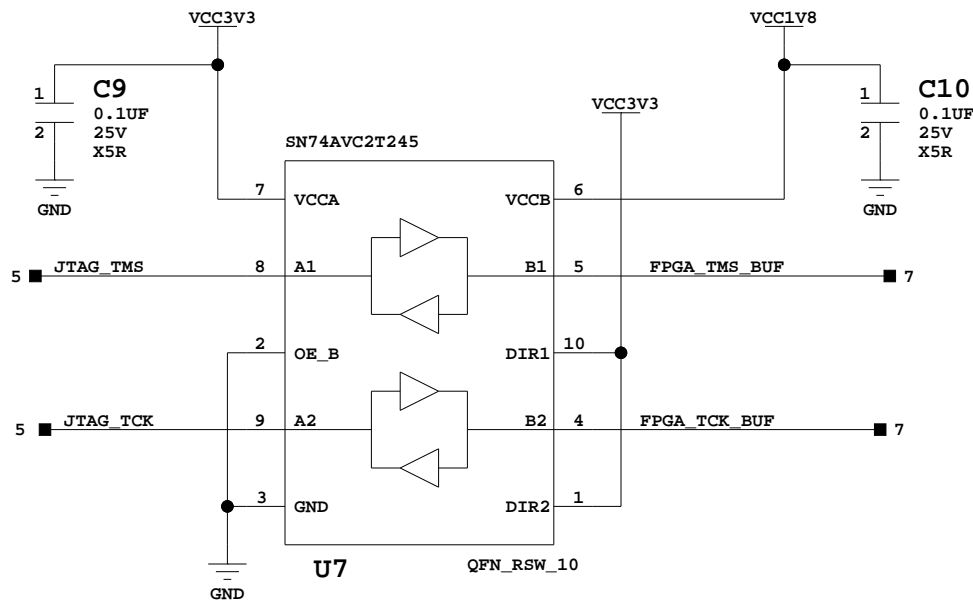 VCC3V3
VCC1V8
1
C9
0.1UF
2
25V
X5R
GND
VCC3V3
1
C10
0.1UF
2
25V
X5R
GND
SN74AVC2T245
7
VCCA
VCCB
6
5
JTAG_TMS
8
A1
B1
5
FPGA_TMS_BUF
7
2
OE_B
DIR1
10
5
JTAG_TCK
9
A2
B2
4
FPGA_TCK_BUF
7
3
GND
DIR2
1
GND
U7
QFN_RSW_10